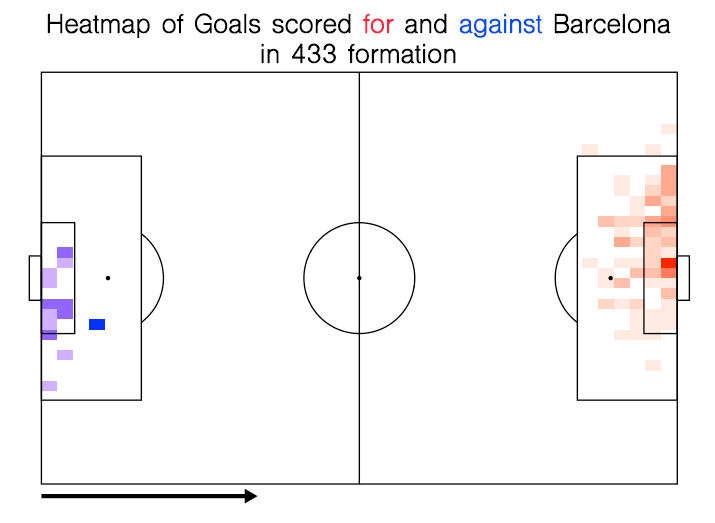 Heatmap of Goals scored for and against Barcelona
in 433 formation